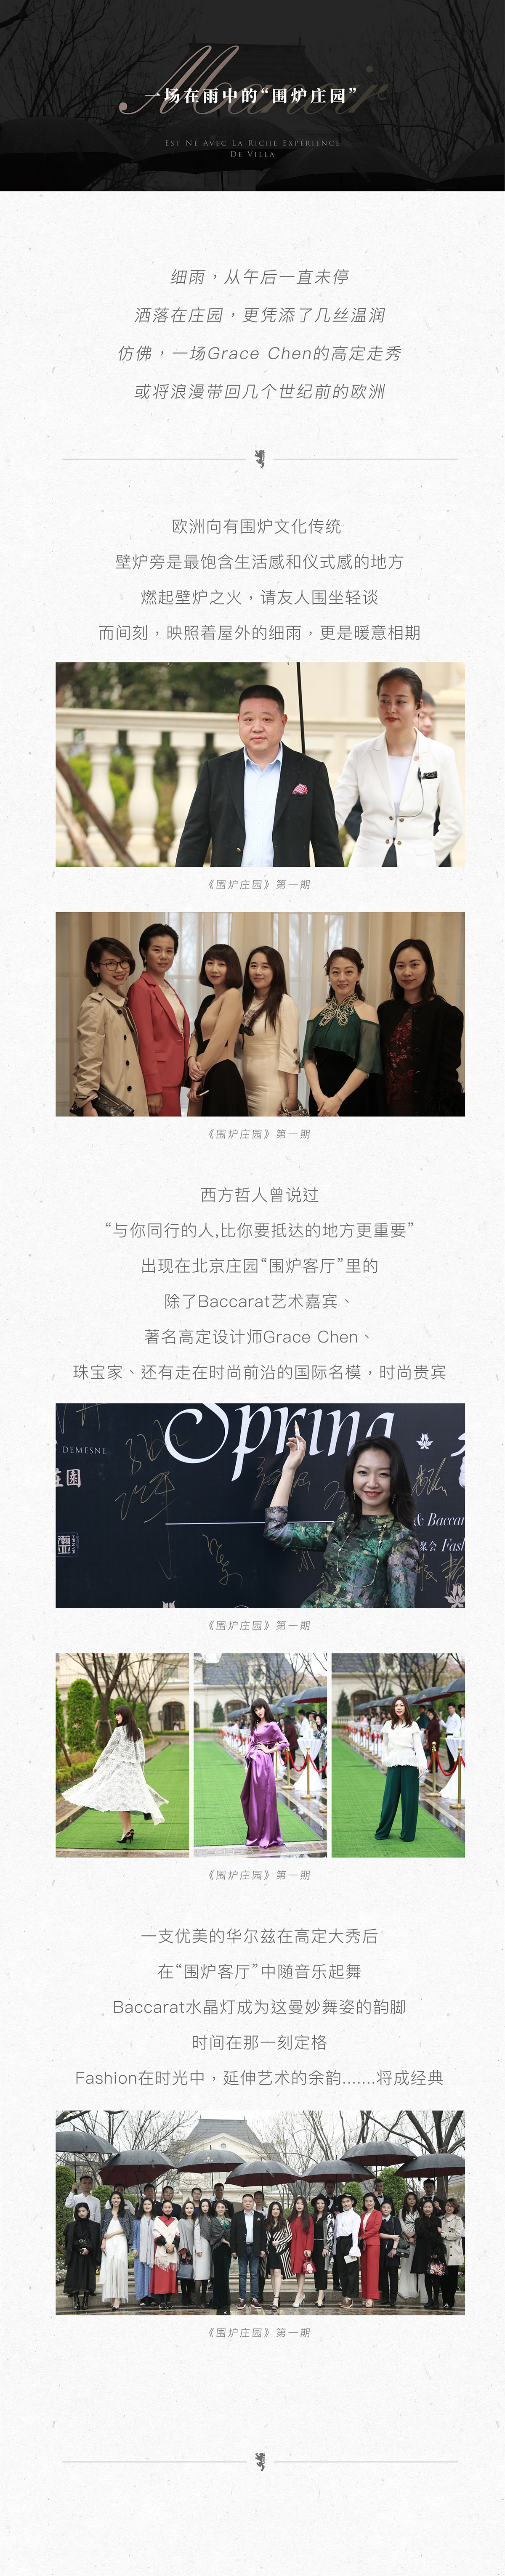 Manoir
一场在雨中的“围炉庄园”
Est Né Avec La Riche Expérience
De Villa
细雨，从午后一直未停
洒落在庄园，更凭添了几丝温润
仿佛，一场Grace Chen的高定走秀
或将浪漫带回几个世纪前的欧洲
欧洲向有围炉文化传统
壁炉旁是最饱含生活感和仪式感的地方
燃起壁炉之火，请友人围坐轻谈
而间刻，映照着屋外的细雨，更是暖意相期
《围炉庄园》第一期
《围炉庄园》第一期
西方哲人曾说过
“与你同行的人,比你要抵达的地方更重要”
出现在北京庄园“围炉客厅”里的
除了Baccarat艺术嘉宾、
著名高定设计师Grace Chen、
珠宝家、还有走在时尚前沿的国际名模，时尚贵宾
Spring
DEMESNE
莊園
& Baccar
聚会 Fash
《围炉庄园》第一期
《围炉庄园》第一期
一支优美的华尔兹在高定大秀后
在“围炉客厅”中随音乐起舞
Baccarat水晶灯成为这曼妙舞姿的韵脚
时间在那一刻定格
Fashion在时光中，延伸艺术的余韵.......将成经典
《围炉庄园》第一期